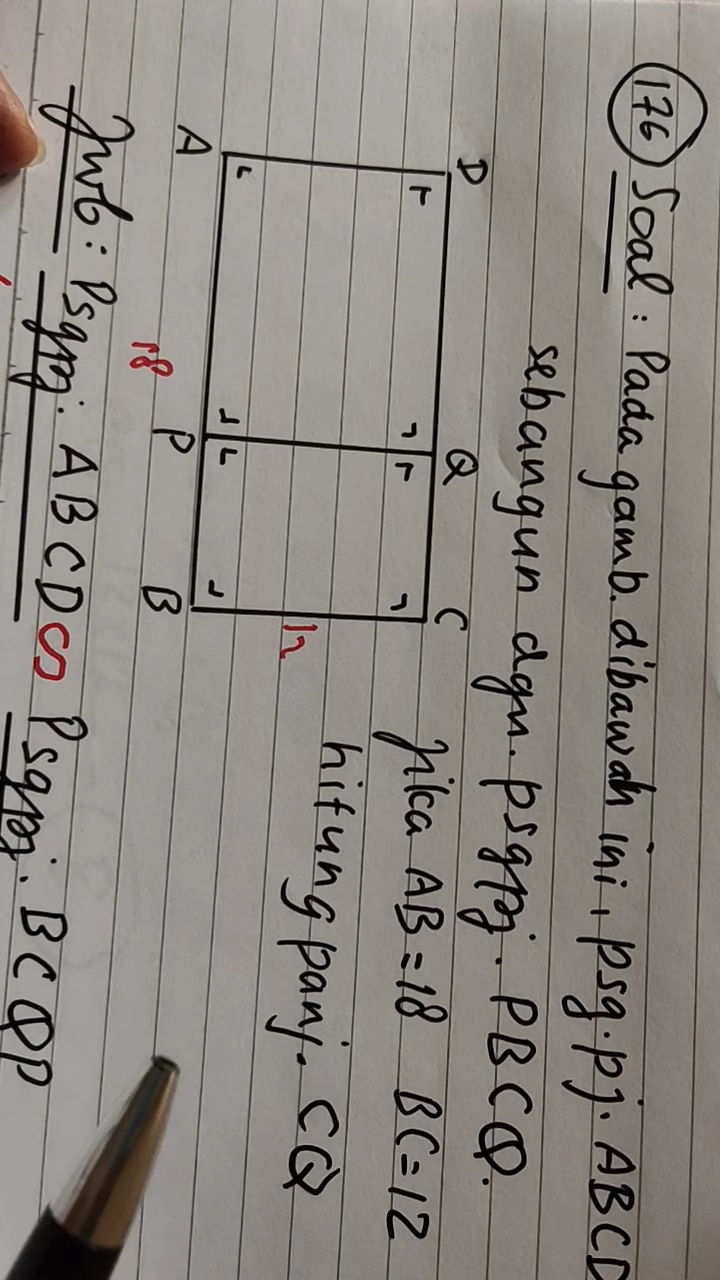 176 Soal : Pada gamb. dibawah ini, psg.pj. ABCD
sebangun dgn. psgpj. PBCQ.
D Q C
jika AB = 18 BC = 12
12
hitung panj. CQ
A P B
18
Jwb : Psgpj. ABCD ∽ Psgpj. BCQP